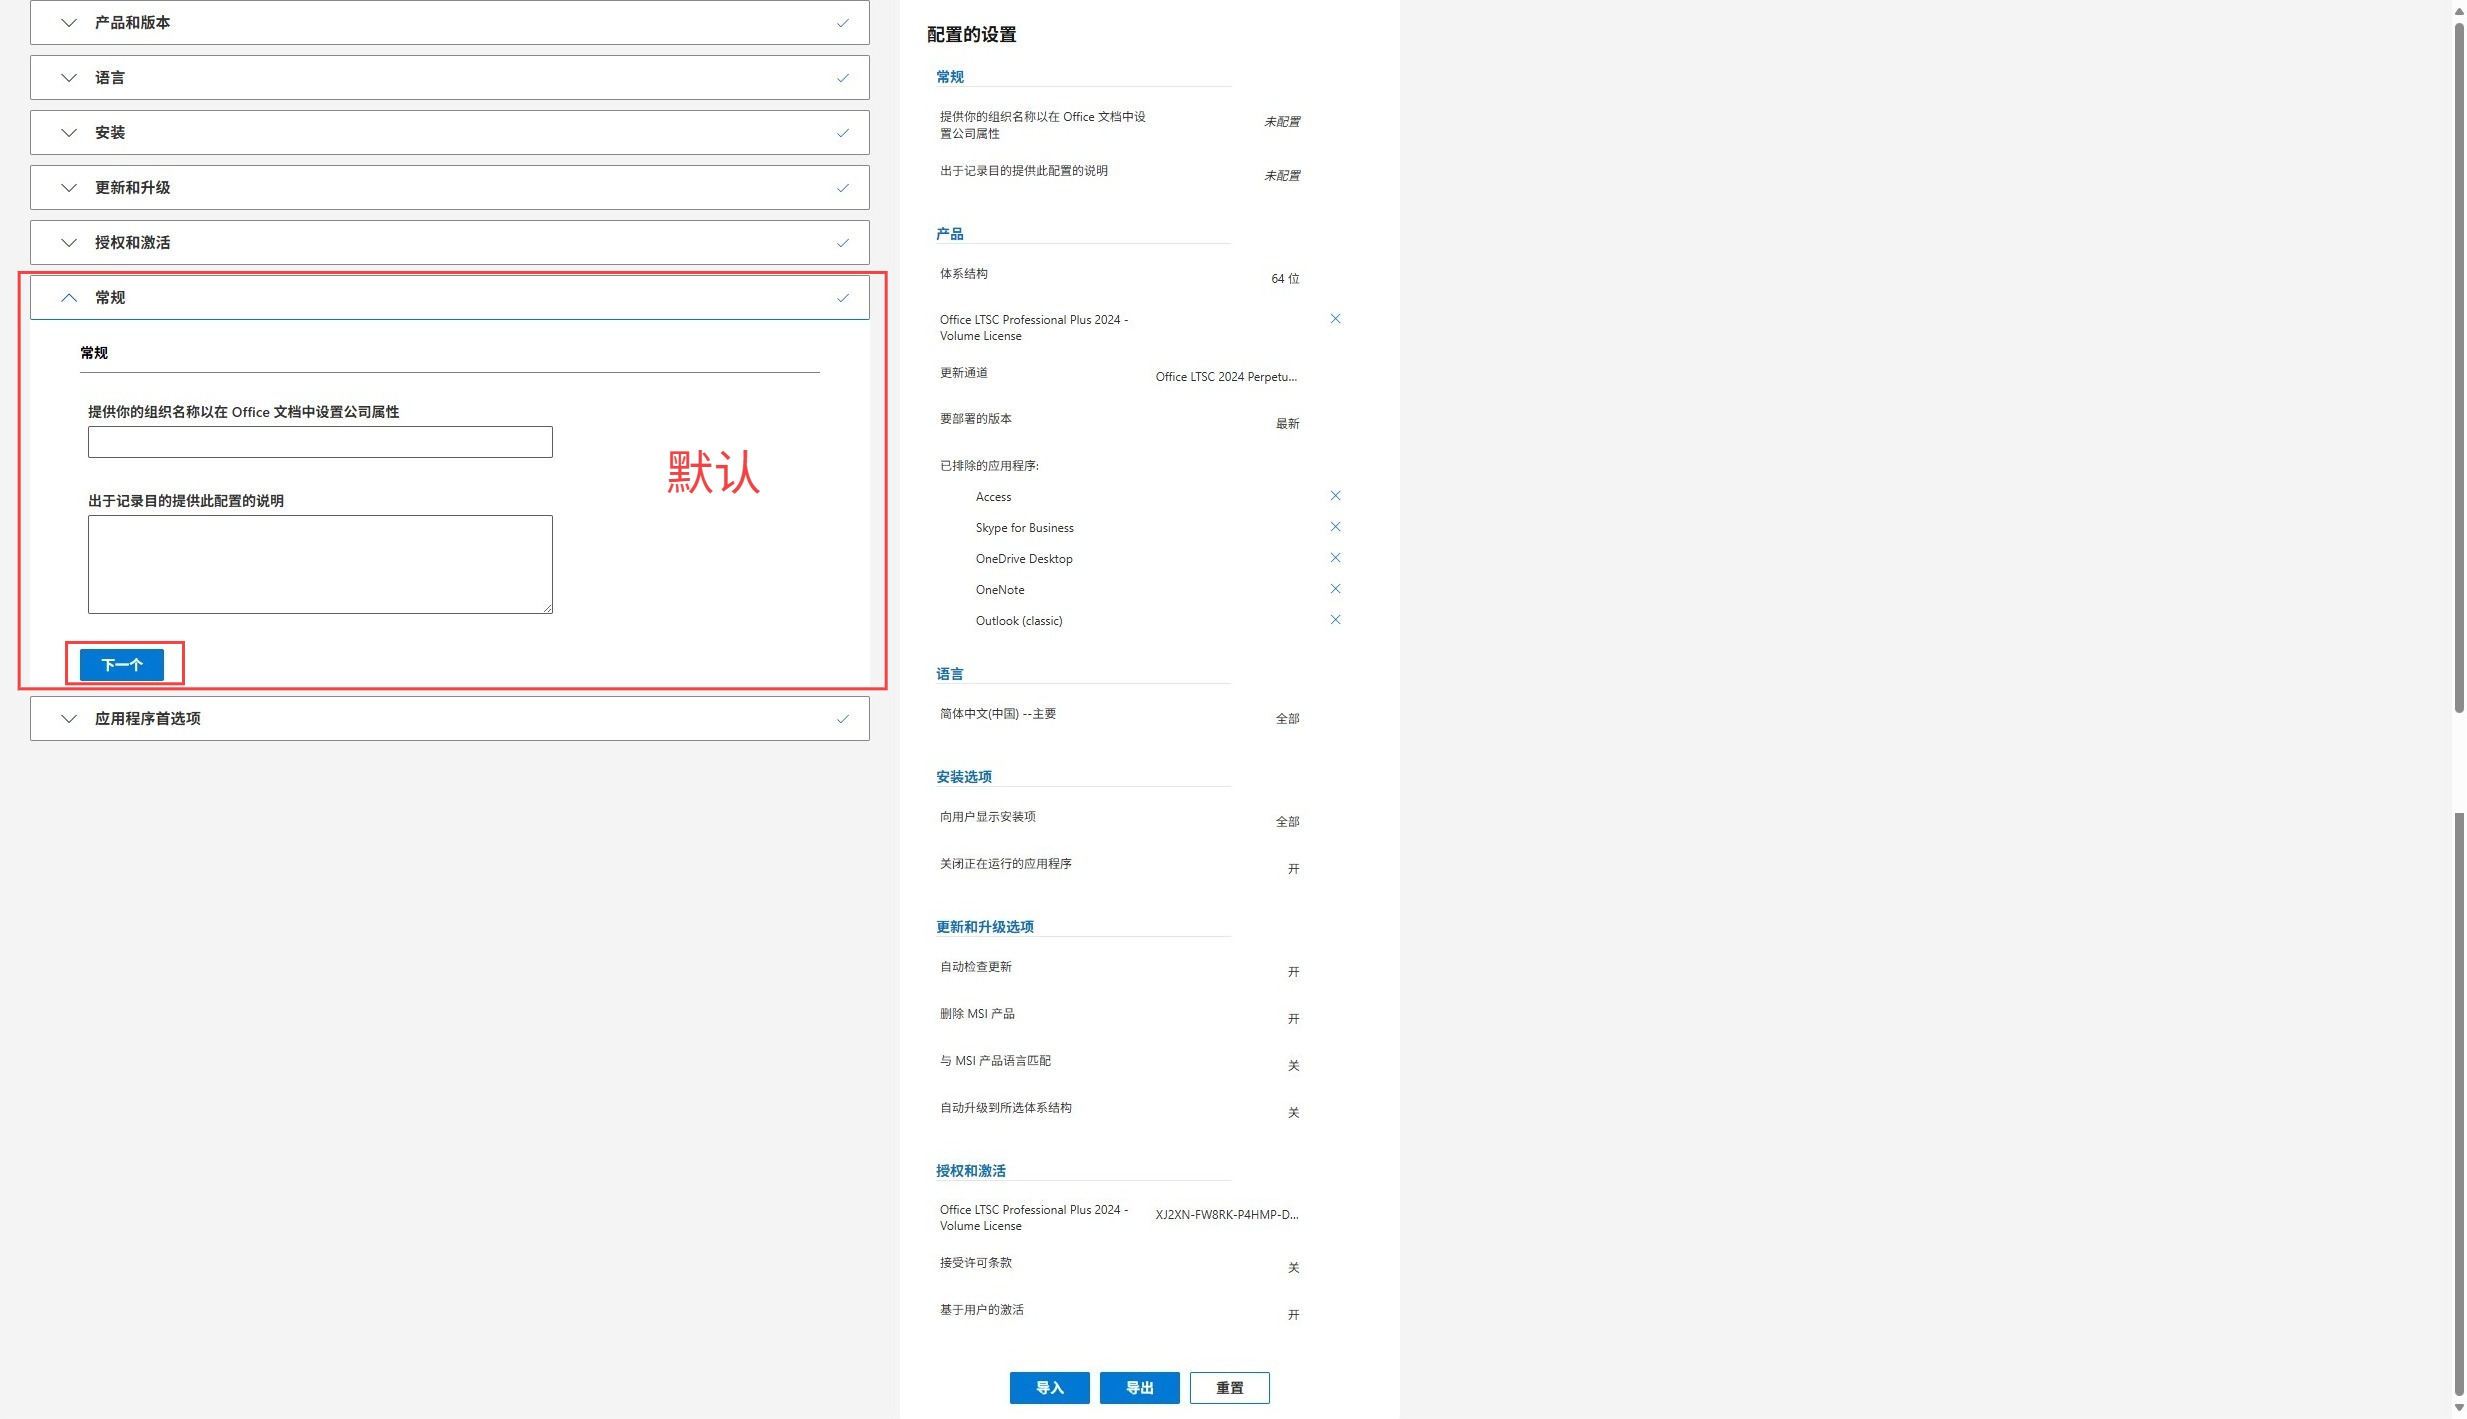 产品和版本
语言
安装
更新和升级
授权和激活
常规
常规
提供你的组织名称以在 Office 文档中设置公司属性
默认
出于记录目的提供此配置的说明
下一个
应用程序首选项
配置的设置
常规
提供你的组织名称以在 Office 文档中设
置公司属性
未配置
出于记录目的提供此配置的说明
未配置
产品
体系结构
64 位
Office LTSC Professional Plus 2024 -
Volume License
更新通道
Office LTSC 2024 Perpetu...
要部署的版本
最新
已排除的应用程序:
Access
Skype for Business
OneDrive Desktop
OneNote
Outlook (classic)
语言
简体中文(中国) --主要
全部
安装选项
向用户显示安装项
全部
关闭正在运行的应用程序
开
更新和升级选项
自动检查更新
开
删除 MSI 产品
开
与 MSI 产品语言匹配
关
自动升级到所选体系结构
关
授权和激活
Office LTSC Professional Plus 2024 -
Volume License
XJ2XN-FW8RK-P4HMP-D...
接受许可条款
关
基于用户的激活
开
导入
导出
重置